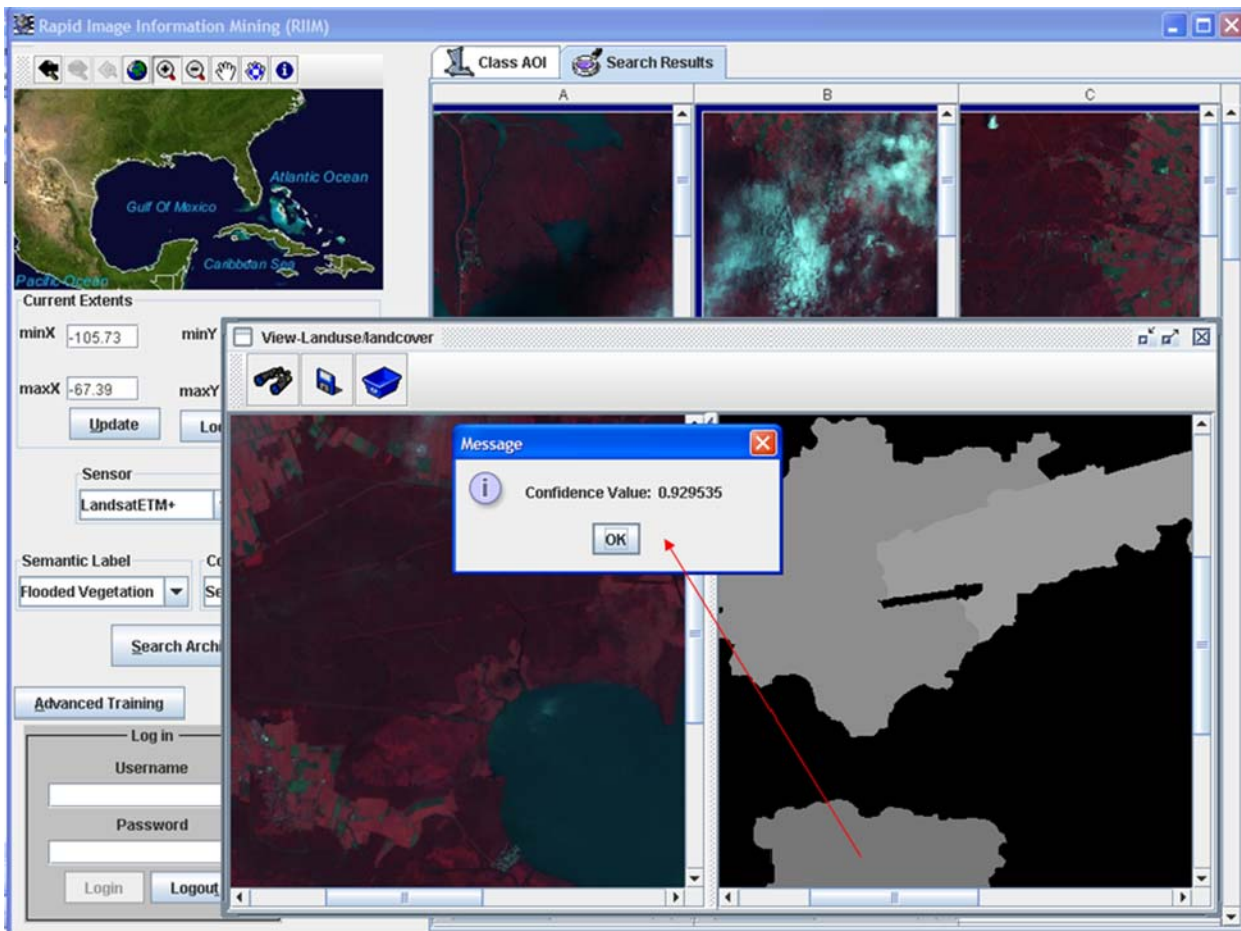 Rapid Image Information Mining (RIIM)
Class AOI
Search Results
A
B
C
Atlantic Ocean
Gulf Of Mexico
Caribbean Sea
Pacific Ocean
Current Extents
minX -105.73 minY
maxX -67.39 maxY
Update
Sensor
LandsatETM+
Semantic Label
Flooded Vegetation
Search Archi
Advanced Training
Log in
Username
Password
Login Logout
View-Landuse/landcover
Message
Confidence Value: 0.929535
OK